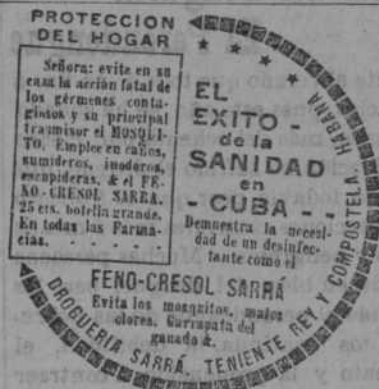 PROTECCION
DEL HOGAR
Señora: evite en su
casa la acción fatal de
los gérmenes conta-
giosos y su principal
trasmisor el MOSQUI-
TO. Emplee en caños,
sumideros, inodoros,
escupideras, & el FE-
NO-CRESOL SARRA.
25 cts. botella grande.
En todas las Farma-
cias. . . . . .
EL
EXITO -
de la
SANIDAD
en
- CUBA - -
Demuestra la necesi-
dad de un desinfec-
tante como el
FENO-CRESOL SARRÁ
Evita los mosquitos, malos
olores, Garrapata del
ganado &.
DROGUERIA SARRÁ. TENIENTE REY Y COMPOSTELA. HABANA